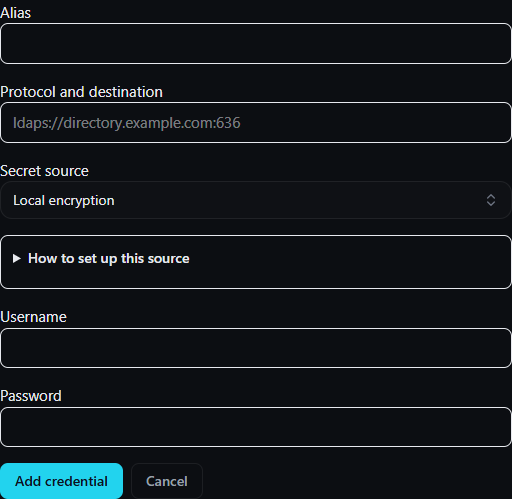 Alias
Protocol and destination
ldaps://directory.example.com:636
Secret source
Local encryption
How to set up this source
Username
Password
Add credential
Cancel